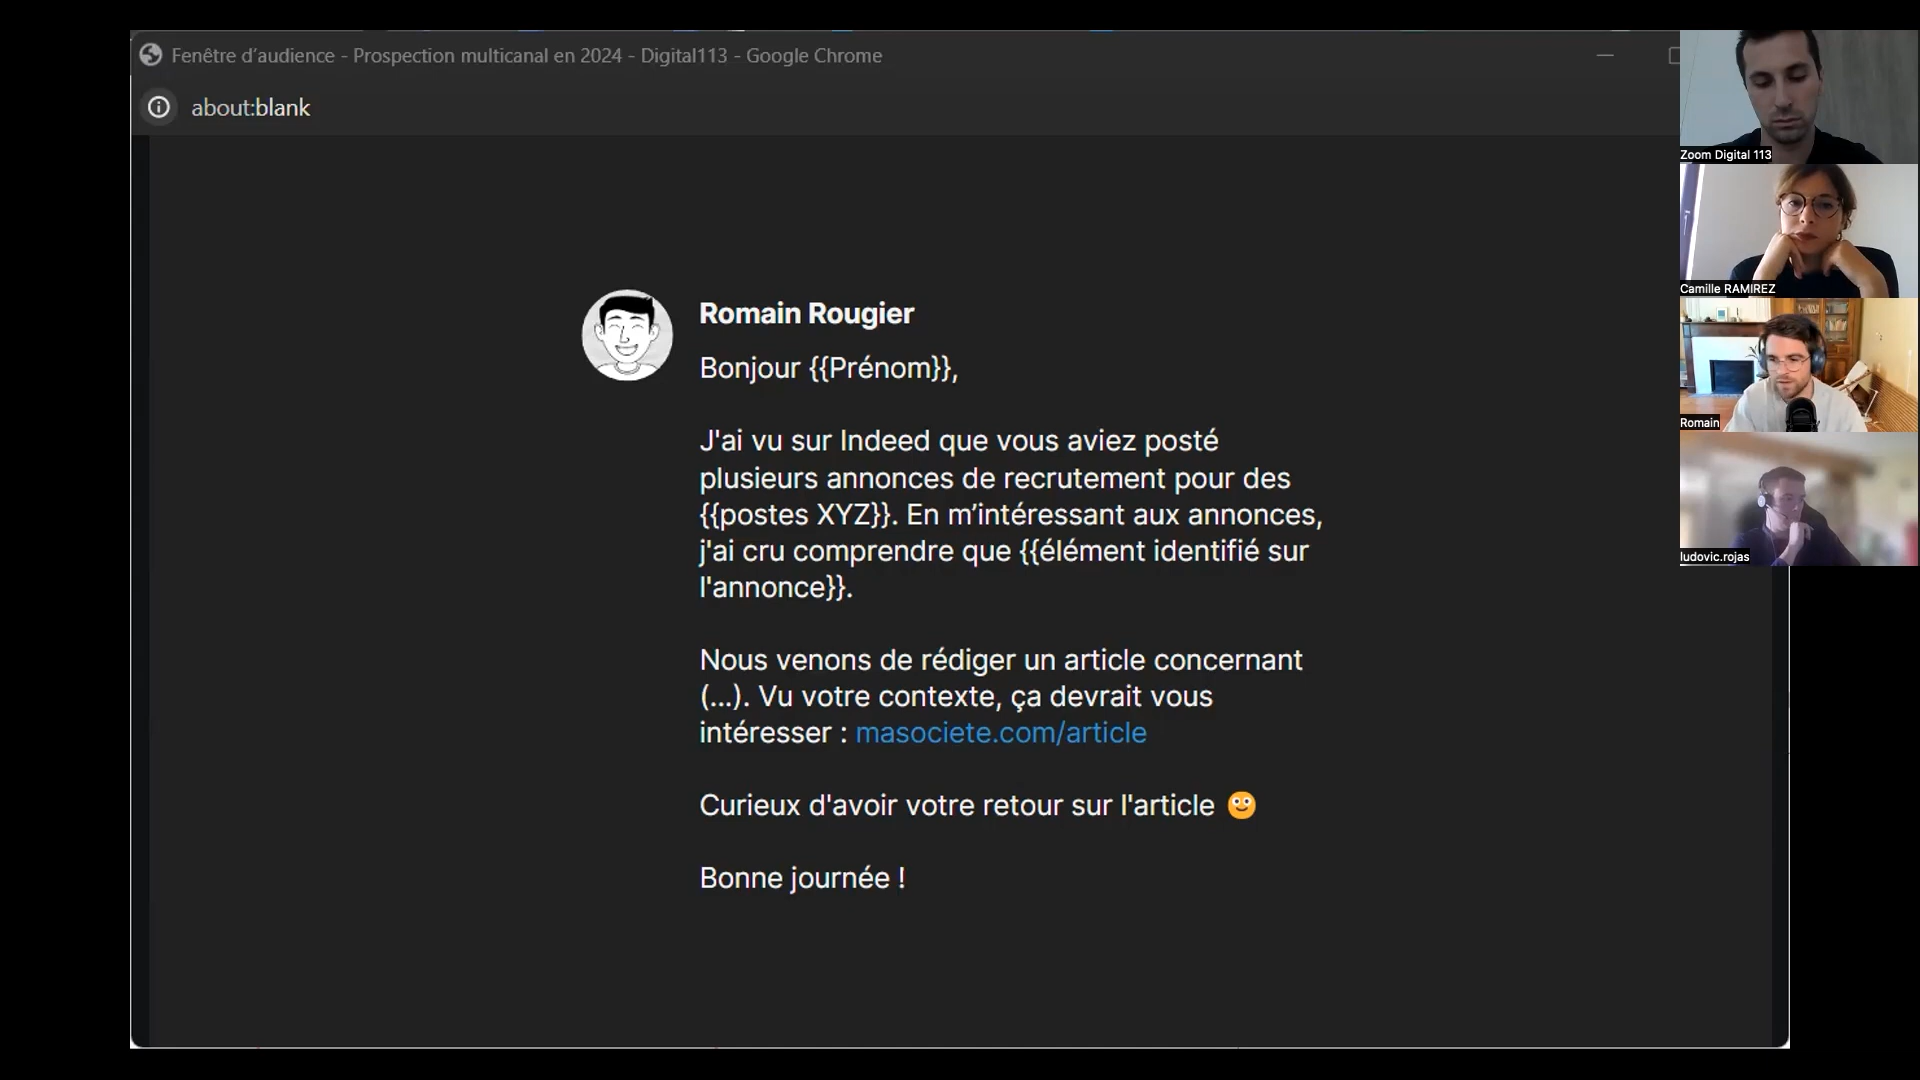 Fenêtre d’audience - Prospection multicanal en 2024 - Digital113 - Google Chrome
about:blank
Romain Rougier
Bonjour {{Prénom}},
J'ai vu sur Indeed que vous aviez posté
plusieurs annonces de recrutement pour des
{{postes XYZ}}. En m’intéressant aux annonces,
j'ai cru comprendre que {{élément identifié sur
l'annonce}}.
Nous venons de rédiger un article concernant
(...). Vu votre contexte, ça devrait vous
intéresser : masociete.com/article
Curieux d'avoir votre retour sur l'article 🙂
Bonne journée !
Zoom Digital 113
Camille RAMIREZ
Romain
ludovic.rojas